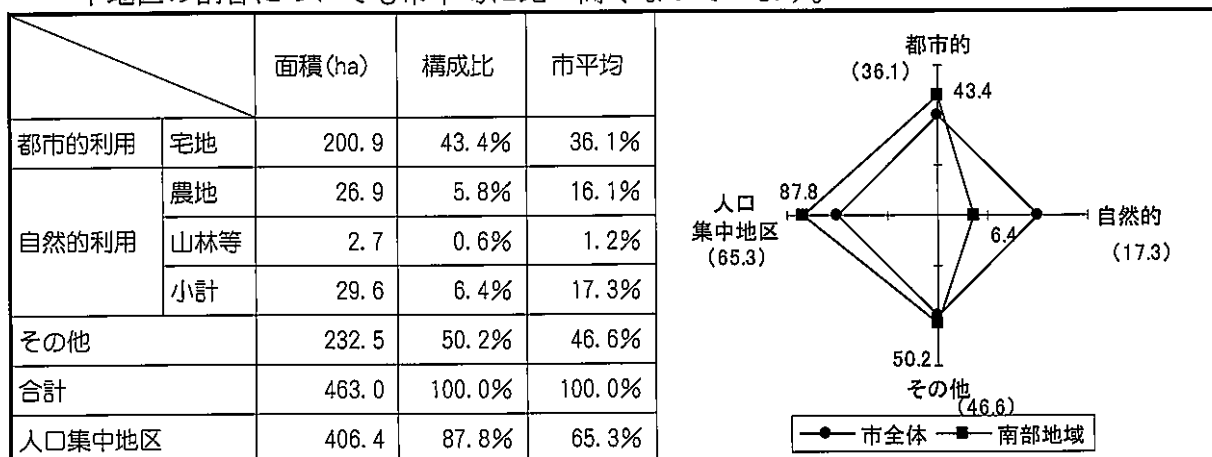 面積(ha) 構成比 市平均
都市的利用 宅地 200.9 43.4% 36.1%
自然的利用 農地 26.9 5.8% 16.1%
山林等 2.7 0.6% 1.2%
小計 29.6 6.4% 17.3%
その他 232.5 50.2% 46.6%
合計 463.0 100.0% 100.0%
人口集中地区 406.4 87.8% 65.3%
都市的
(36.1)
43.4
87.8
人口
集中地区
(65.3)
6.4
自然的
(17.3)
50.2
その他
(46.6)
市全体 南部地域